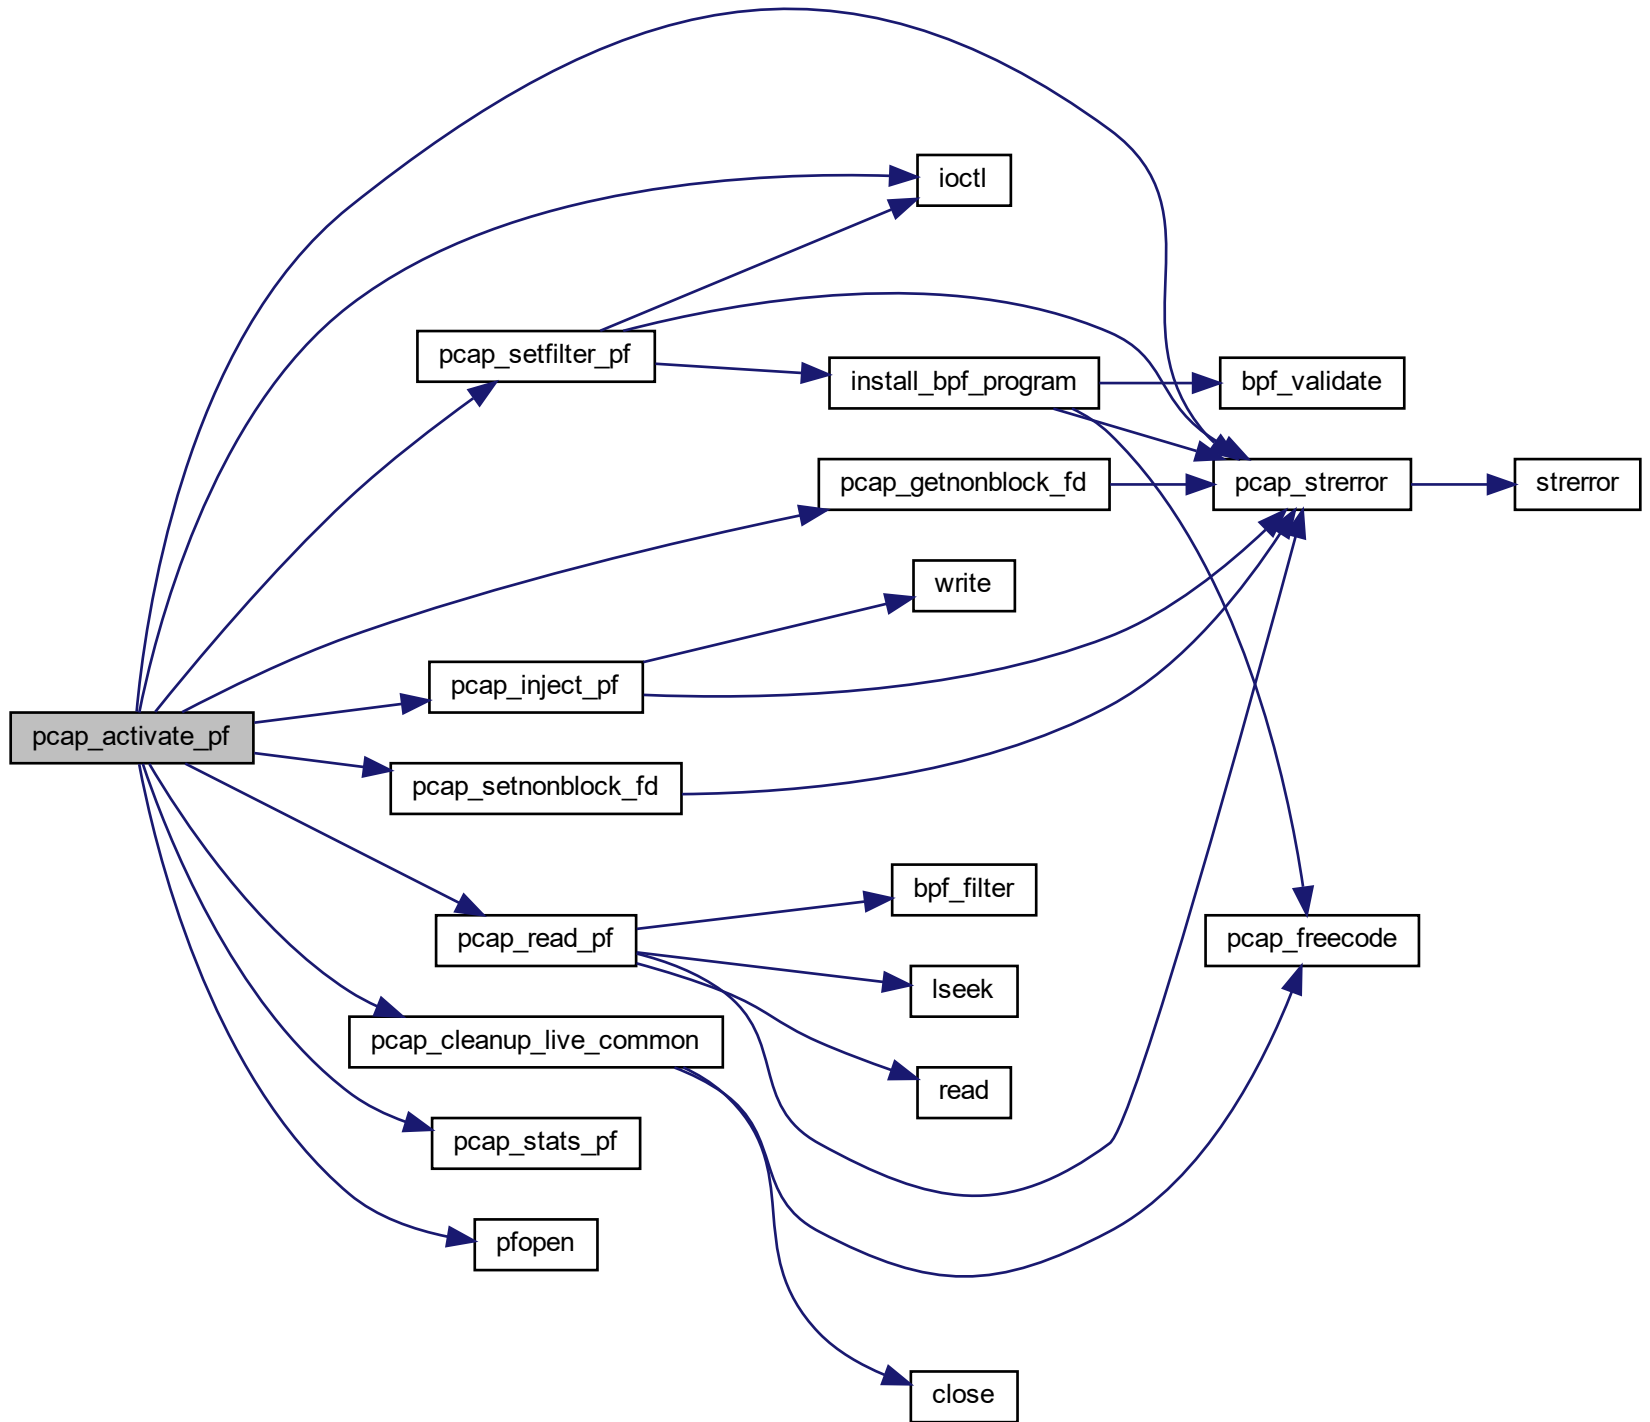 ioctl
pcap_setfilter_pf
install_bpf_program
bpf_validate
pcap_getnonblock_fd
pcap_strerror
strerror
write
pcap_inject_pf
pcap_activate_pf
pcap_setnonblock_fd
bpf_filter
pcap_read_pf
pcap_freecode
lseek
pcap_cleanup_live_common
read
pcap_stats_pf
pfopen
close